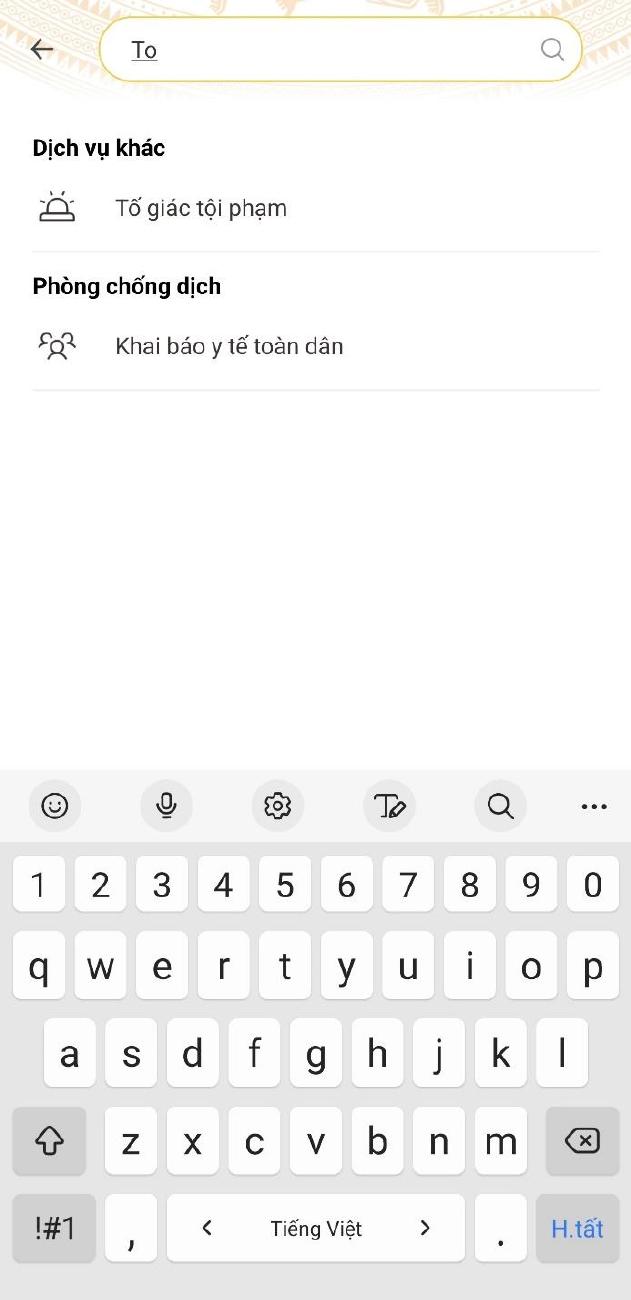 To
Dịch vụ khác
Tố giác tội phạm
Phòng chống dịch
Khai báo y tế toàn dân
1 2 3 4 5 6 7 8 9 0
q w e r t y u i o p
a s d f g h j k l
z x c v b n m
!#1 , Tiếng Việt . H.tất